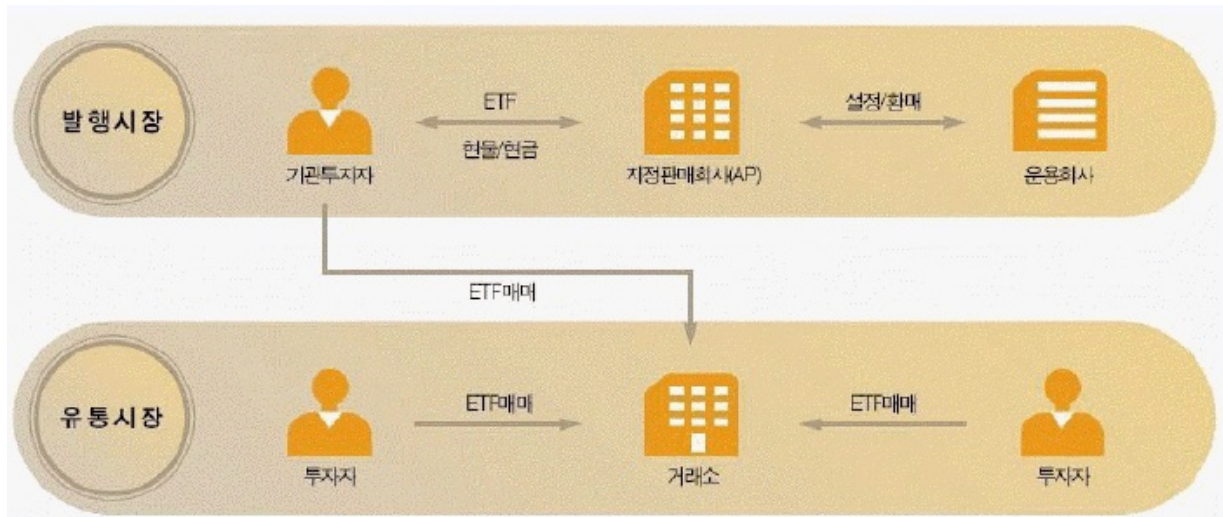 발행시장
ETF
현물/현금
설정/환매
기관투자자
지정판매회사(AP)
운용회사
ETF매매
유통시장
ETF매매
ETF매매
투자자
거래소
투자자